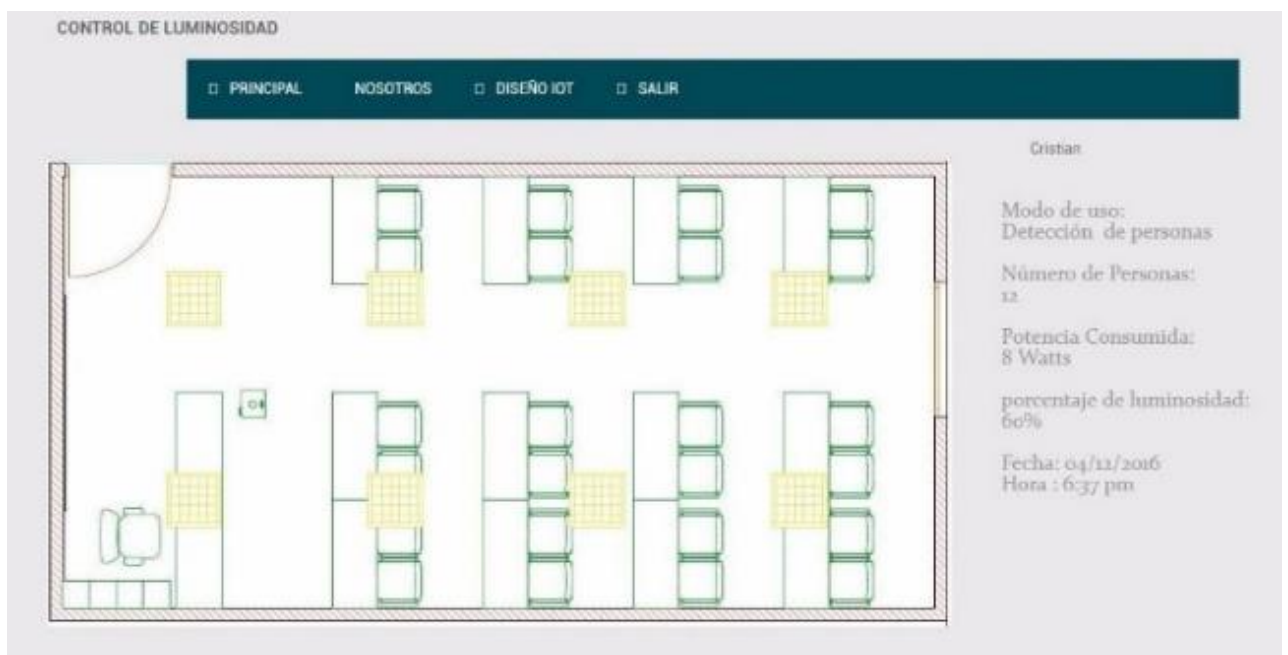 CONTROL DE LUMINOSIDAD
PRINCIPAL NOSOTROS DISEÑO IOT SALIR
Cristian
Modo de uso:
Detección de personas
Número de Personas:
12
Potencia Consumida:
8 Watts
porcentaje de luminosidad:
60%
Fecha: 04/12/2016
Hora : 6:37 pm